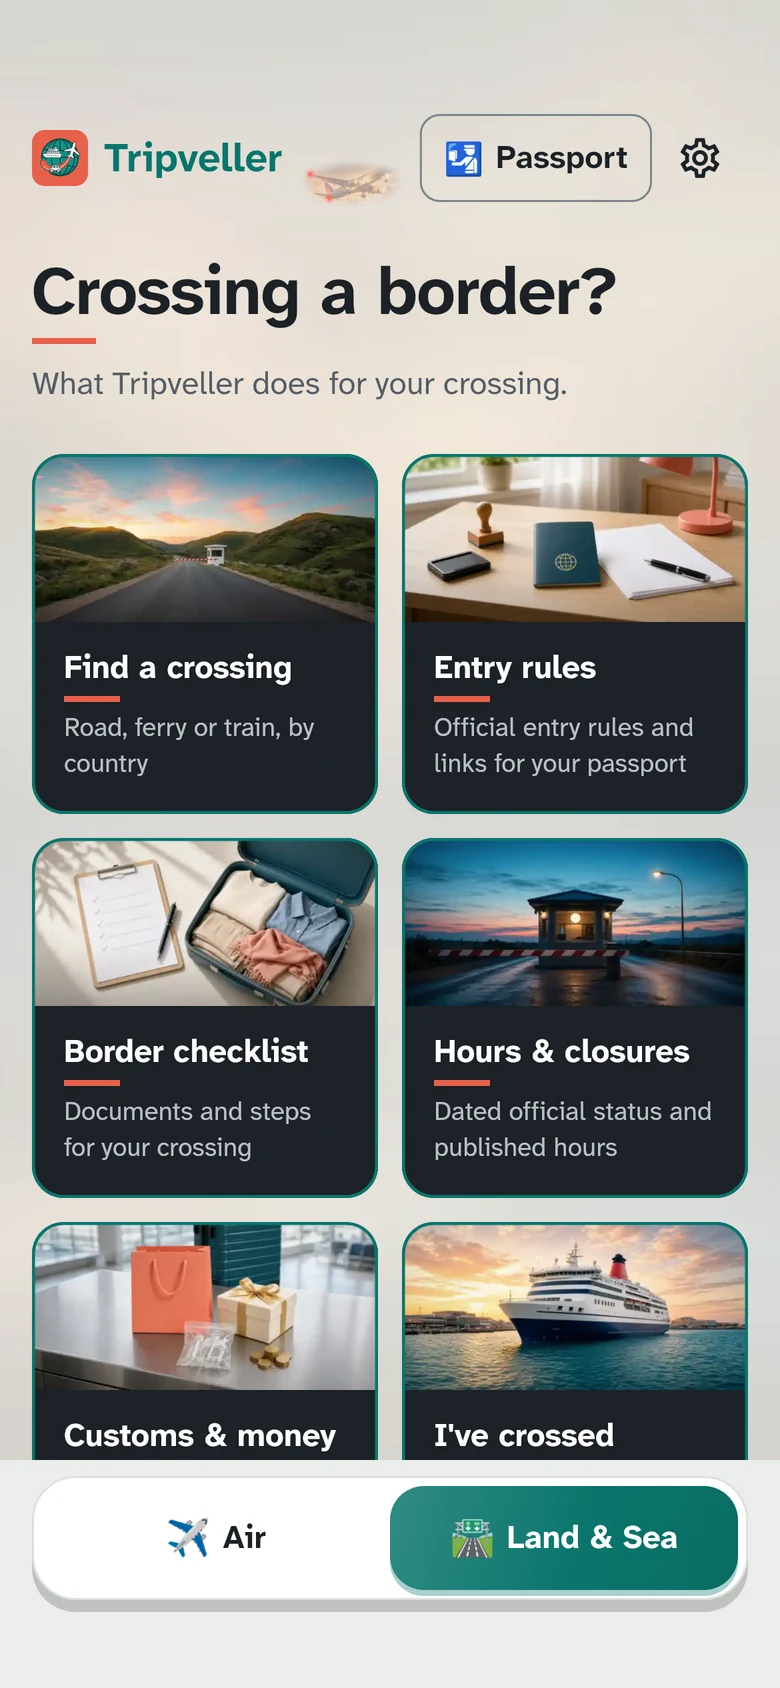 Tripveller
Passport
Crossing a border?
What Tripveller does for your crossing.
Find a crossing
Road, ferry or train, by
country
Entry rules
Official entry rules and
links for your passport
Border checklist
Documents and steps
for your crossing
Hours & closures
Dated official status and
published hours
Customs & money
I've crossed
Air
Land & Sea